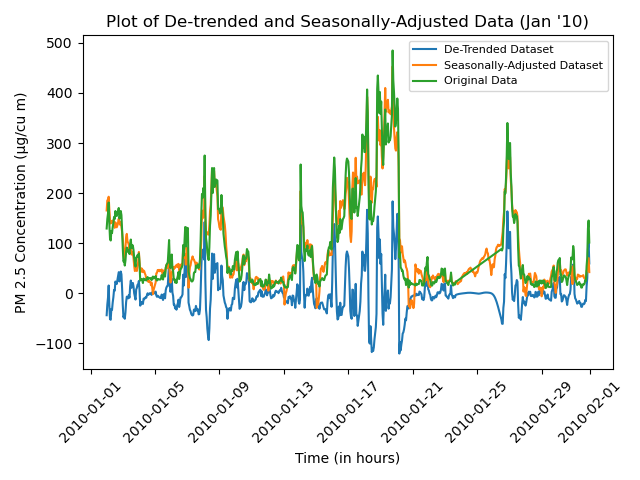 Plot of De-trended and Seasonally-Adjusted Data (Jan '10)
De-Trended Dataset
Seasonally-Adjusted Dataset
Original Data
PM 2.5 Concentration (μg/cu m)
500
400
300
200
100
0
−100
2010-01-01
2010-01-05
2010-01-09
2010-01-13
2010-01-17
2010-01-21
2010-01-25
2010-01-29
2010-02-01
Time (in hours)